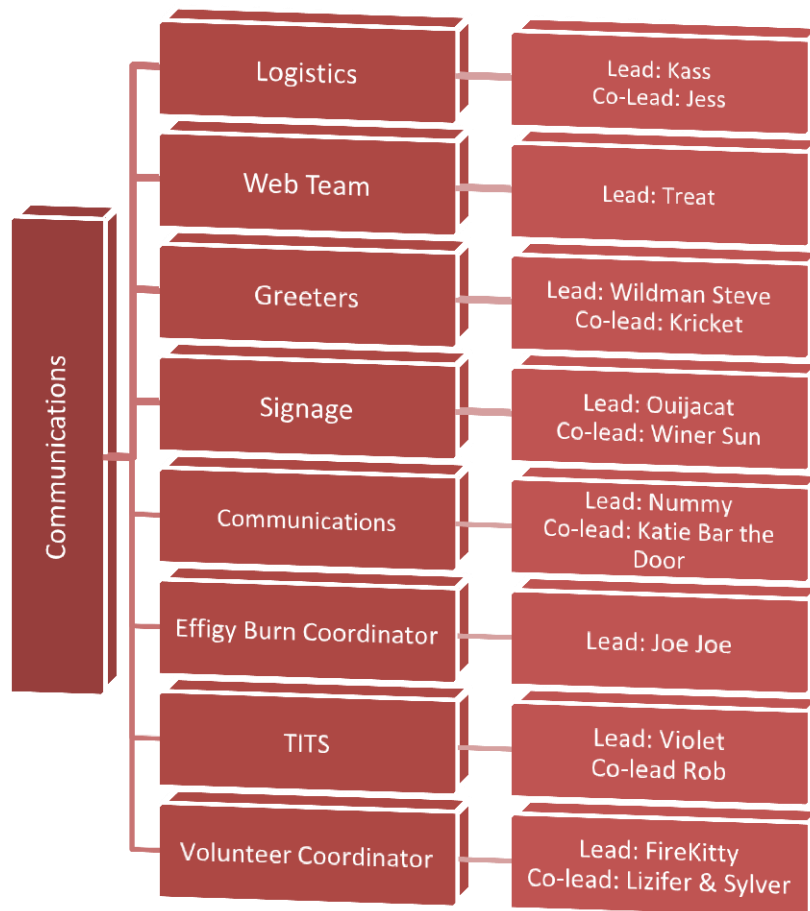 Communications
Logistics
Lead: Kass
Co-Lead: Jess
Web Team
Lead: Treat
Greeters
Lead: Wildman Steve
Co-lead: Kricket
Signage
Lead: Ouijacat
Co-lead: Winer Sun
Communications
Lead: Nummy
Co-lead: Katie Bar the
Door
Effigy Burn Coordinator
Lead: Joe Joe
TITS
Lead: Violet
Co-lead Rob
Volunteer Coordinator
Lead: FireKitty
Co-lead: Lizifer & Sylver